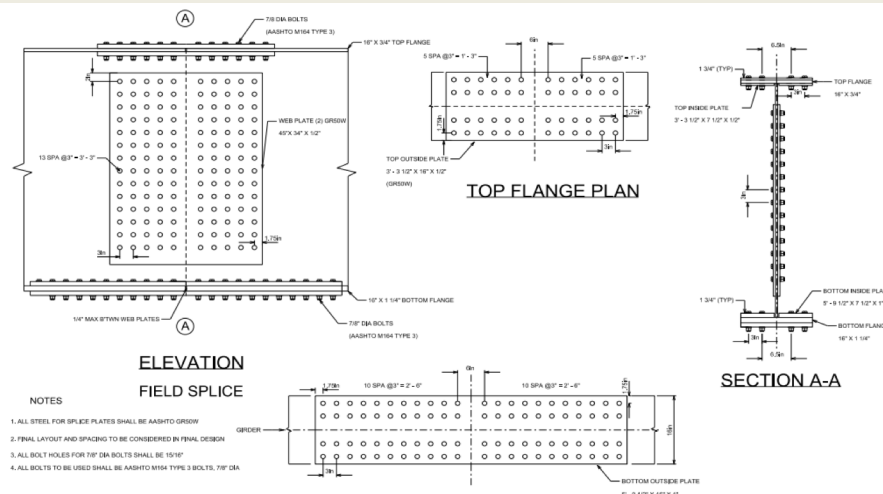 A
7/8 DIA BOLTS
(AASHTO M164 TYPE 3)
16" X 3/4" TOP FLANGE
3in
WEB PLATE (2) GR50W
13 SPA @3" = 3' - 3"
3in
1.75in
16" X 1 1/4" BOTTOM FLANGE
1/4" MAX B'TWN WEB PLATES
A
7/8" DIA BOLTS
(AASHTO M164 TYPE 3)
ELEVATION
FIELD SPLICE
6in
5 SPA @3" = 1' - 3"
5 SPA @3" = 1' - 3"
1.75in
1.75in
3in
TOP OUTSIDE PLATE
3' - 3 1/2" X 16" X 1/2"
(GR50W)
TOP FLANGE PLAN
6.5in
1 3/4" (TYP)
TOP FLANGE
16" X 3/4"
3in
TOP INSIDE PLATE
3' - 3 1/2" X 7 1/2" X 1/2"
3in
1 3/4" (TYP)
BOTTOM INSIDE PLA
5' - 9 1/2" X 7 1/2" X 1"
BOTTOM FLANG
16" X 1 1/4"
3in
6.5in
SECTION A-A
NOTES
1. ALL STEEL FOR SPLICE PLATES SHALL BE AASHTO GR50W
2. FINAL LAYOUT AND SPACING TO BE CONSIDERED IN FINAL DESIGN
3. ALL BOLT HOLES FOR 7/8" DIA BOLTS SHALL BE 15/16"
4. ALL BOLTS TO BE USED SHALL BE AASHTO M164 TYPE 3 BOLTS, 7/8" DIA
6in
1.75in
10 SPA @3" = 2' - 6"
10 SPA @3" = 2' - 6"
1.75in
GIRDER
16in
3in
BOTTOM OUTSIDE PLATE